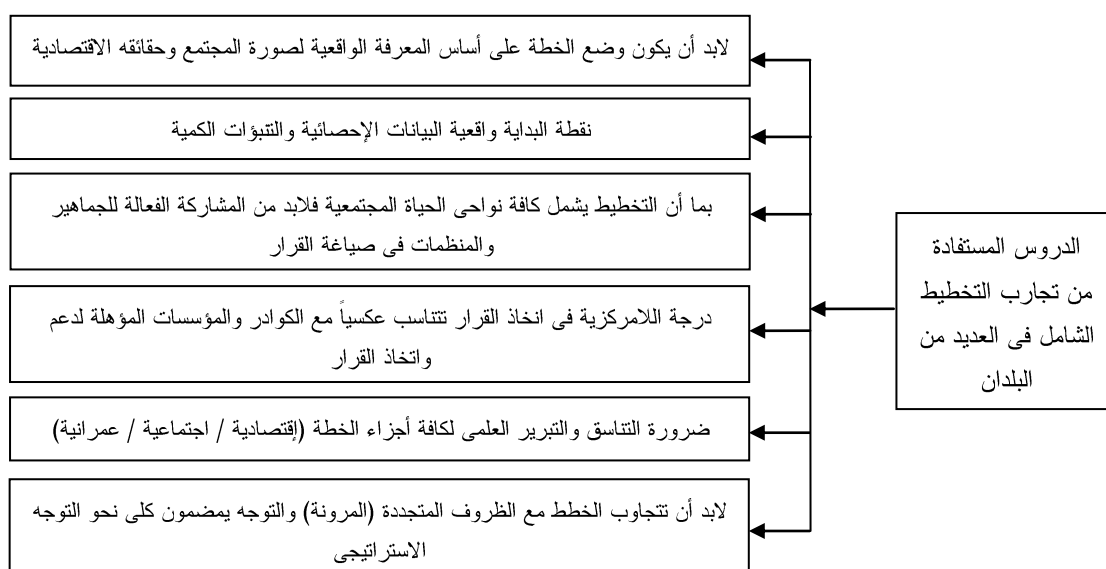 الدروس المستفادة
من تجارب التخطيط
الشامل فى العديد من
البلدان
لابد أن يكون وضع الخطة على أساس المعرفة الواقعية لصورة المجتمع وحقائقه الاقتصادية
نقطة البداية واقعية البيانات الإحصائية والتنبؤات الكمية
بما أن التخطيط يشمل كافة نواحى الحياة المجتمعية فلابد من المشاركة الفعالة للجماهير
والمنظمات فى صياغة القرار
درجة اللامركزية فى اتخاذ القرار تتناسب عكسياً مع الكوادر والمؤسسات المؤهلة لدعم
واتخاذ القرار
ضرورة التناسق والتبرير العلمى لكافة أجزاء الخطة (إقتصادية / اجتماعية / عمرانية)
لابد أن تتجاوب الخطط مع الظروف المتجددة (المرونة) والتوجه يمضمون كلى نحو التوجه
الاستراتيجى